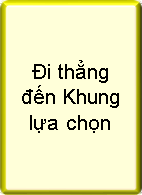 Đi thẳng
đến Khung
lựa chọn